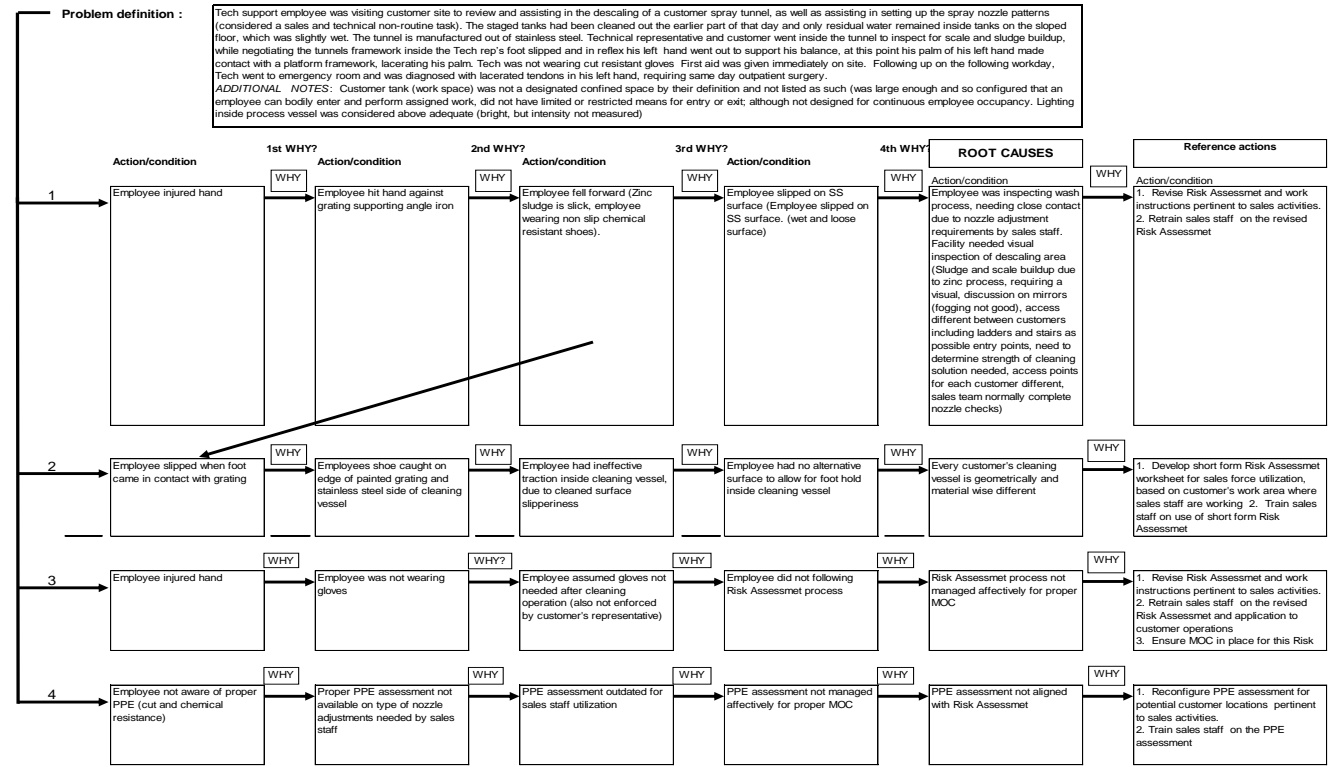 Problem definition :
Tech support employee was visiting customer site to review and assisting in the descaling of a customer spray tunnel, as well as assisting in setting up the spray nozzle patterns
(considered a sales and technical non-routine task). The staged tanks had been cleaned out the earlier part of that day and only residual water remained inside tanks on the sloped
floor, which was slightly wet. The tunnel is manufactured out of stainless steel. Technical representative and customer went inside the tunnel to inspect for scale and sludge buildup,
while negotiating the tunnels framework inside the Tech rep's foot slipped and in reflex his left hand went out to support his balance, at this point his palm of his left hand made
contact with a platform framework, lacerating his palm. Tech was not wearing cut resistant gloves First aid was given immediately on site. Following up on the following workday,
Tech went to emergency room and was diagnosed with lacerated tendons in his left hand, requiring same day outpatient surgery.
ADDITIONAL NOTES: Customer tank (work space) was not a designated confined space by their definition and not listed as such (was large enough and so configured that an
employee can bodily enter and perform assigned work, did not have limited or restricted means for entry or exit; although not designed for continuous employee occupancy. Lighting
inside process vessel was considered above adequate (bright, but intensity not measured)
1st WHY?
2nd WHY?
3rd WHY?
4th WHY?
ROOT CAUSES
Reference actions
Action/condition
Action/condition
Action/condition
Action/condition
Action/condition
Action/condition
1
Employee injured hand
WHY
Employee hit hand against
grating supporting angle iron
WHY
Employee fell forward (Zinc
sludge is slick, employee
wearing non slip chemical
resistant shoes).
WHY
Employee slipped on SS
surface (Employee slipped on
SS surface. (wet and loose
surface)
WHY
Employee was inspecting wash
process, needing close contact
due to nozzle adjustment
requirements by sales staff.
Facility needed visual
inspection of descaling area
(Sludge and scale buildup due
to zinc process, requiring a
visual, discussion on mirrors
(fogging not good), access
different between customers
including ladders and stairs as
possible entry points, need to
determine strength of cleaning
solution needed, access points
for each customer different,
sales team normally complete
nozzle checks)
WHY
1. Revise Risk Assessmet and work
instructions pertinent to sales activities.
2. Retrain sales staff on the revised
Risk Assessmet
2
Employee slipped when foot
came in contact with grating
WHY
Employees shoe caught on
edge of painted grating and
stainless steel side of cleaning
vessel
WHY
Employee had ineffective
traction inside cleaning vessel,
due to cleaned surface
slipperiness
WHY
Employee had no alternative
surface to allow for foot hold
inside cleaning vessel
WHY
Every customer's cleaning
vessel is geometrically and
material wise different
WHY
1. Develop short form Risk Assessmet
worksheet for sales force utilization,
based on customer's work area where
sales staff are working 2. Train sales
staff on use of short form Risk
Assessmet
3
Employee injured hand
WHY
Employee was not wearing
gloves
WHY?
Employee assumed gloves not
needed after cleaning
operation (also not enforced
by customer's representative)
WHY
Employee did not following
Risk Assessmet process
WHY
Risk Assessmet process not
managed affectively for proper
MOC
WHY
1. Revise Risk Assessmet and work
instructions pertinent to sales activities.
2. Retrain sales staff on the revised
Risk Assessmet and application to
customer operations
3. Ensure MOC in place for this Risk
4
Employee not aware of proper
PPE (cut and chemical
resistance)
WHY
Proper PPE assessment not
available on type of nozzle
adjustments needed by sales
staff
WHY
PPE assessment outdated for
sales staff utilization
WHY
PPE assessment not managed
affectively for proper MOC
WHY
PPE assessment not aligned
with Risk Assessmet
WHY
1. Reconfigure PPE assessment for
potential customer locations pertinent
to sales activities.
2. Train sales staff on the PPE
assessment